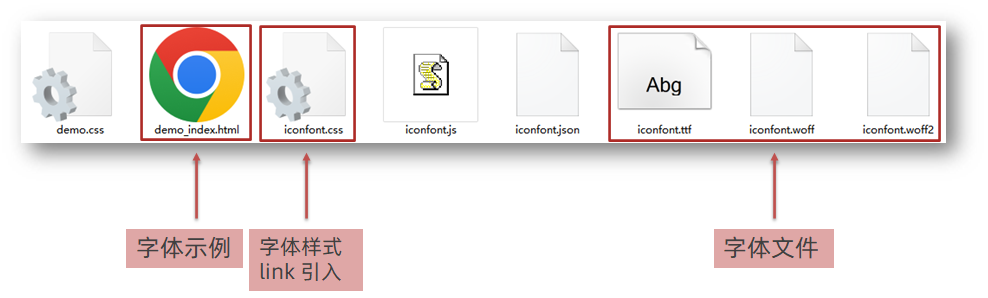 Abg
demo.css
demo_index.html
iconfont.css
iconfont.js
iconfont.json
iconfont.ttf
iconfont.woff
iconfont.woff2
字体示例
字体样式
link 引入
字体文件